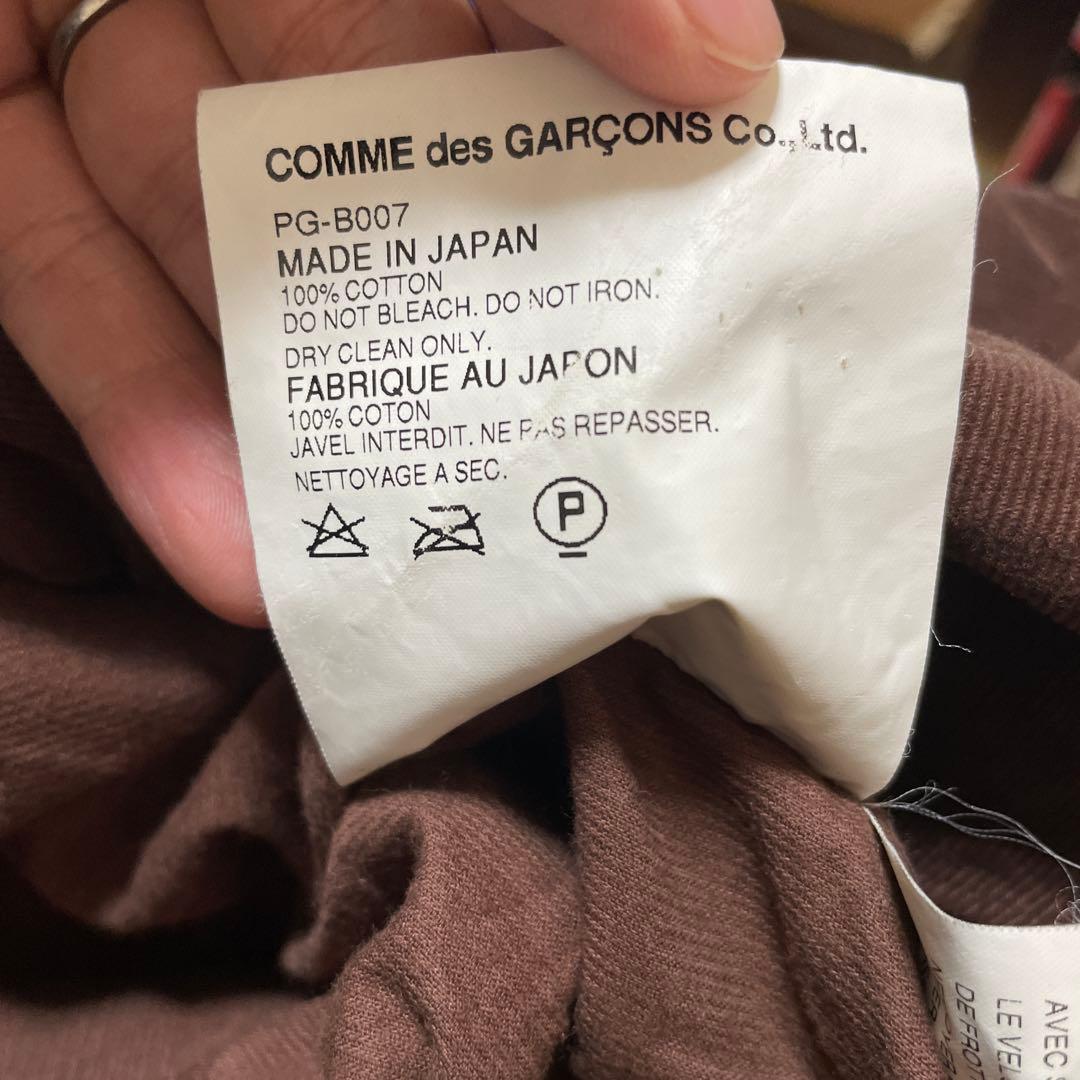 COMME des GARÇONS Co., Ltd.
PG-B007
MADE IN JAPAN
100% COTTON
DO NOT BLEACH. DO NOT IRON.
DRY CLEAN ONLY.
FABRIQUE AU JAPON
100% COTON
JAVEL INTERDIT. NE PAS REPASSER.
NETTOYAGE A SEC.
P
AVEC
LE VEL
DE FROT